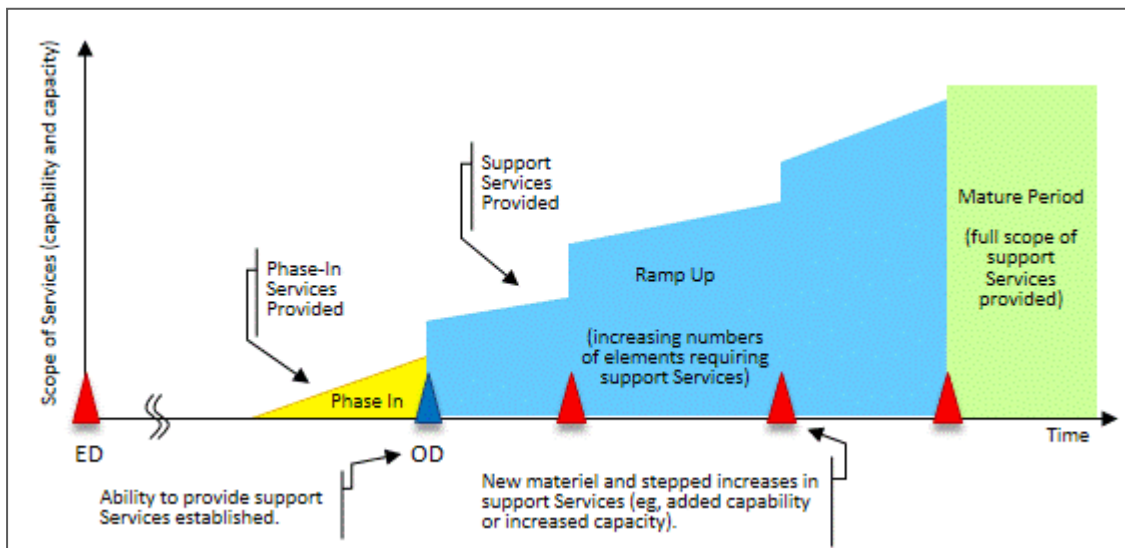 Scope of Services (capability and capacity)
Phase-In
Services
Provided
Support
Services
Provided
Ramp Up
(increasing numbers
of elements requiring
support Services)
Mature Period
(full scope of
support
Services
provided)
Phase In
Time
ED
OD
Ability to provide support
Services established.
New materiel and stepped increases in
support Services (eg, added capability
or increased capacity).